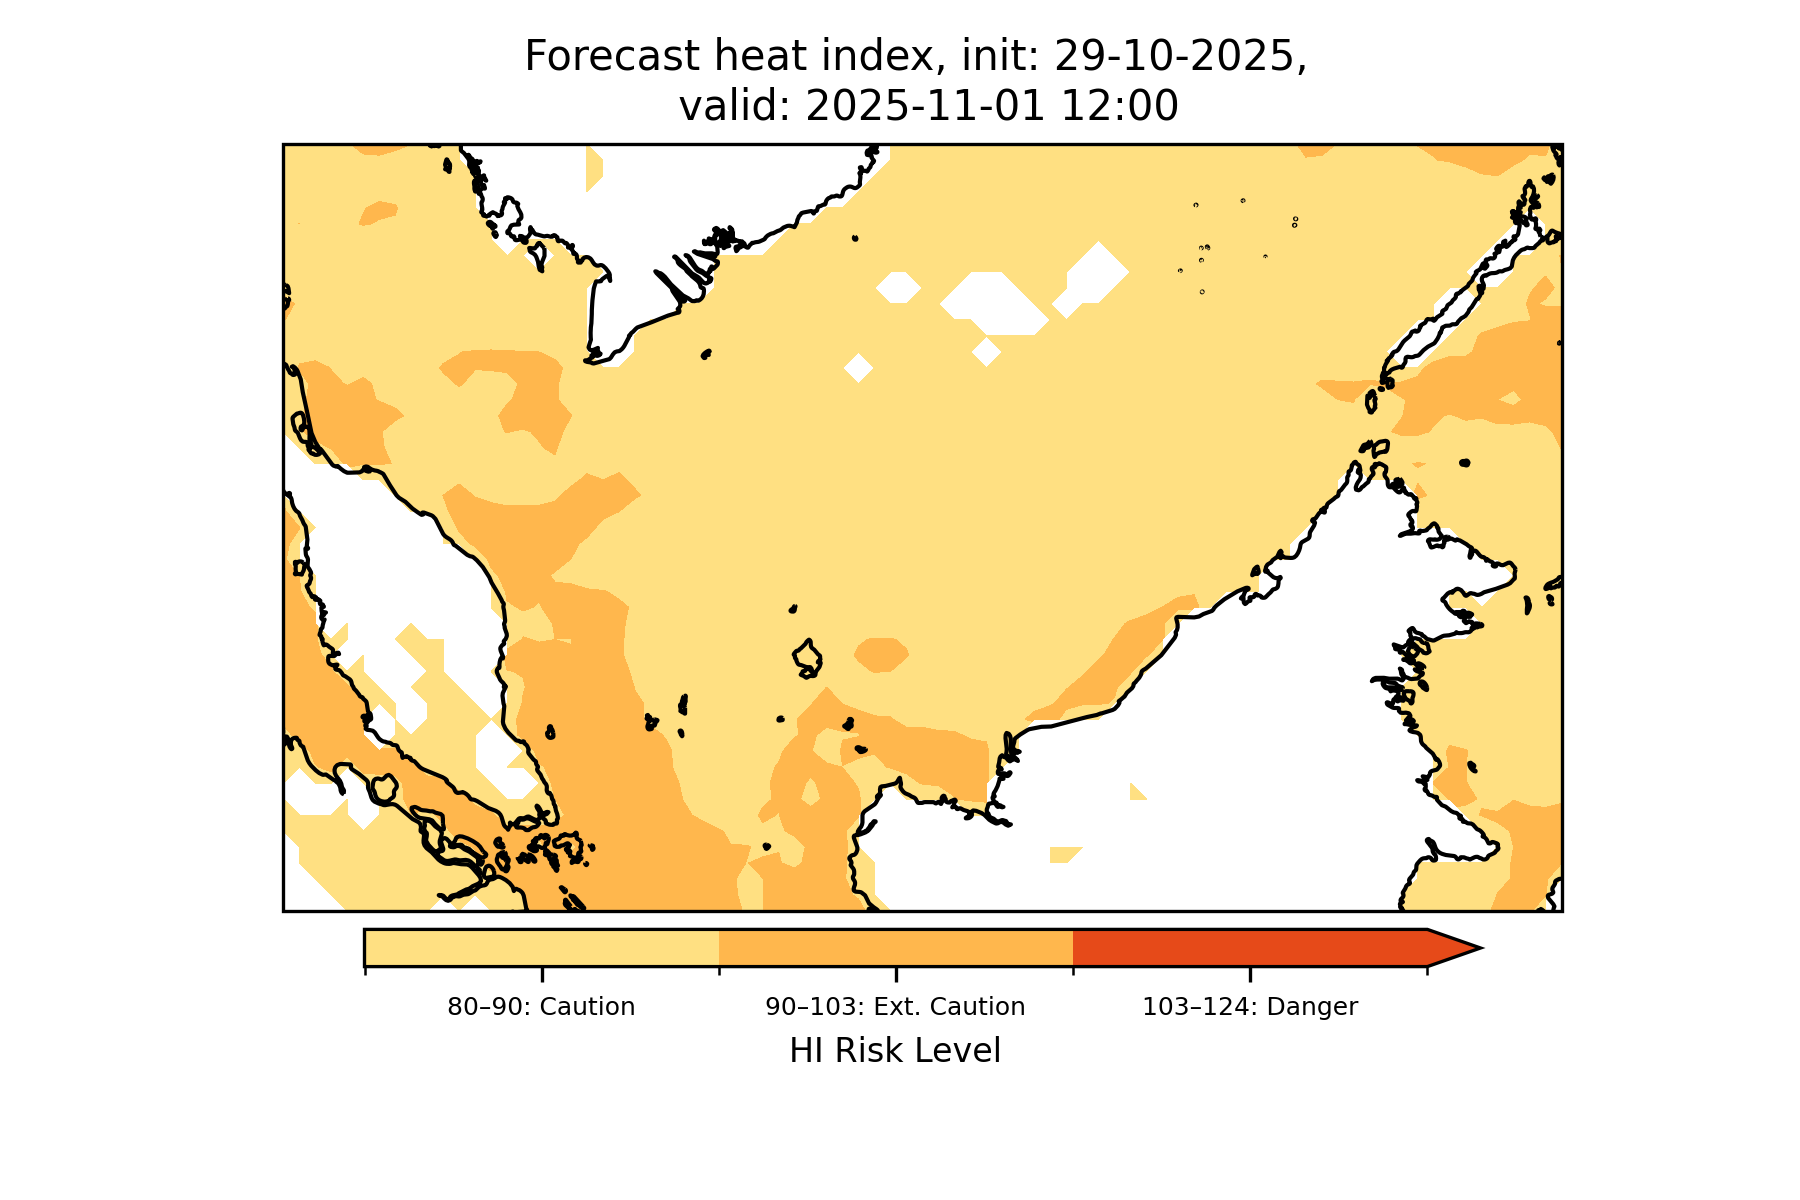 Forecast heat index, init: 29-10-2025,
valid: 2025-11-01 12:00
80–90: Caution
90–103: Ext. Caution
103–124: Danger
HI Risk Level